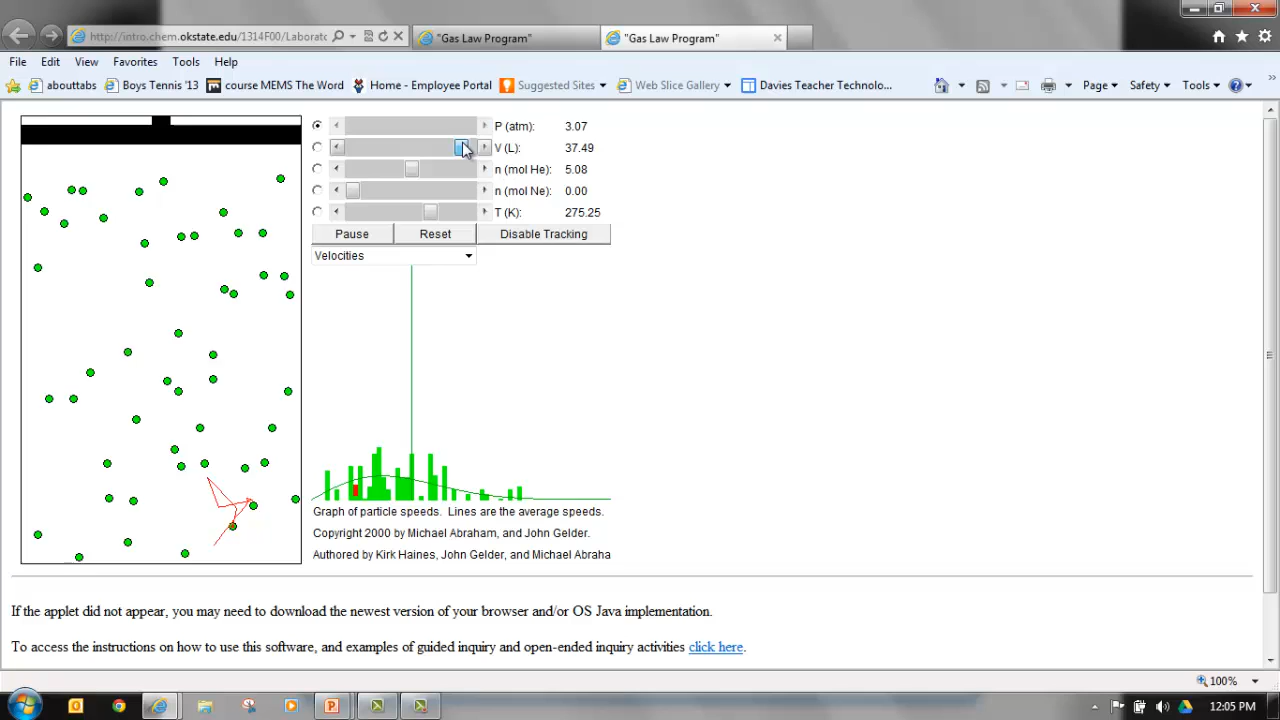 http://intro.chem.okstate.edu/1314F00/Laborat
"Gas Law Program"
"Gas Law Program"
File Edit View Favorites Tools Help
abouttabs Boys Tennis '13 course MEMS The Word Home - Employee Portal Suggested Sites Web Slice Gallery Davies Teacher Technolo... Page Safety Tools
P (atm): 3.07
V (L): 37.49
n (mol He): 5.08
n (mol Ne): 0.00
T (K): 275.25
Pause Reset Disable Tracking
Velocities
Graph of particle speeds. Lines are the average speeds.
Copyright 2000 by Michael Abraham, and John Gelder.
Authored by Kirk Haines, John Gelder, and Michael Abraha
If the applet did not appear, you may need to download the newest version of your browser and/or OS Java implementation.
To access the instructions on how to use this software, and examples of guided inquiry and open-ended inquiry activities click here.
100%
12:05 PM